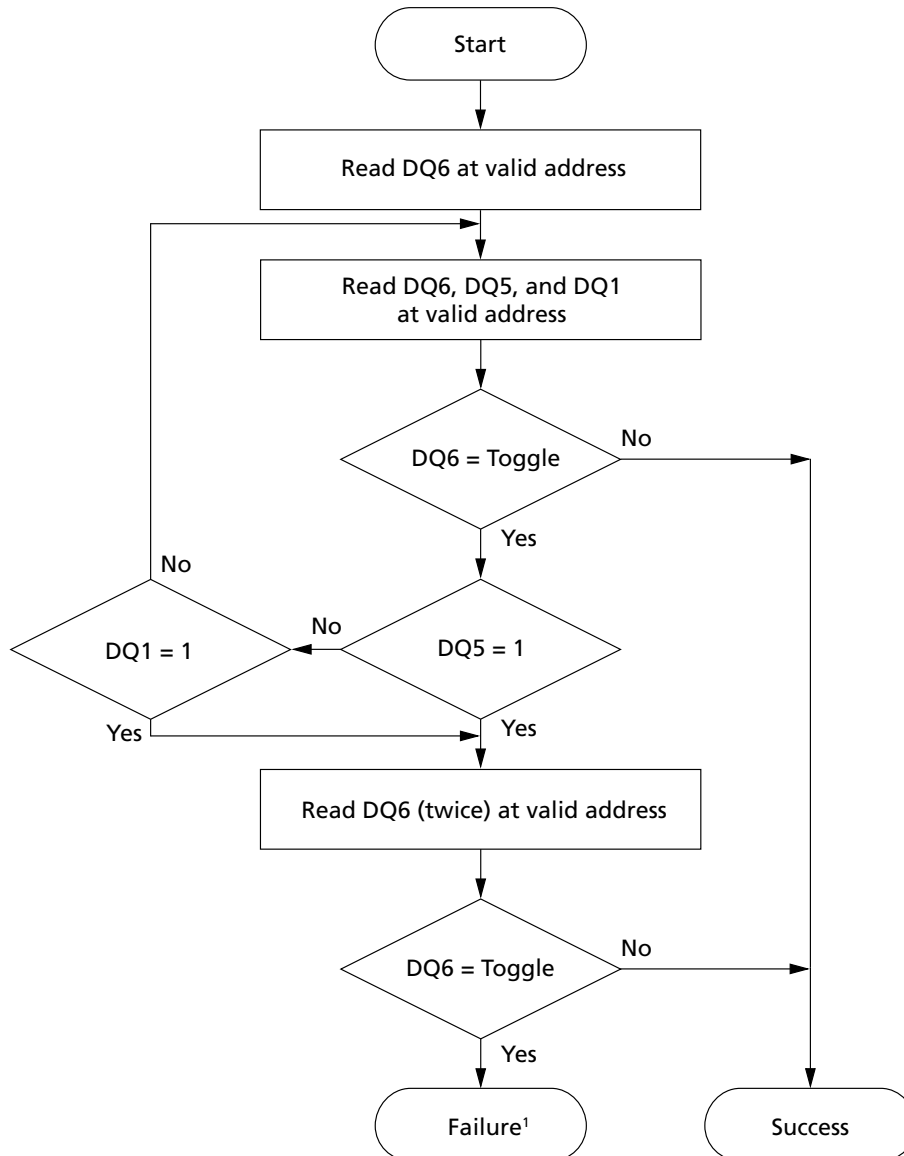 Start
Read DQ6 at valid address
Read DQ6, DQ5, and DQ1
at valid address
DQ6 = Toggle
No
Yes
No
DQ1 = 1
No
DQ5 = 1
Yes
Yes
Read DQ6 (twice) at valid address
DQ6 = Toggle
No
Yes
Failure¹
Success